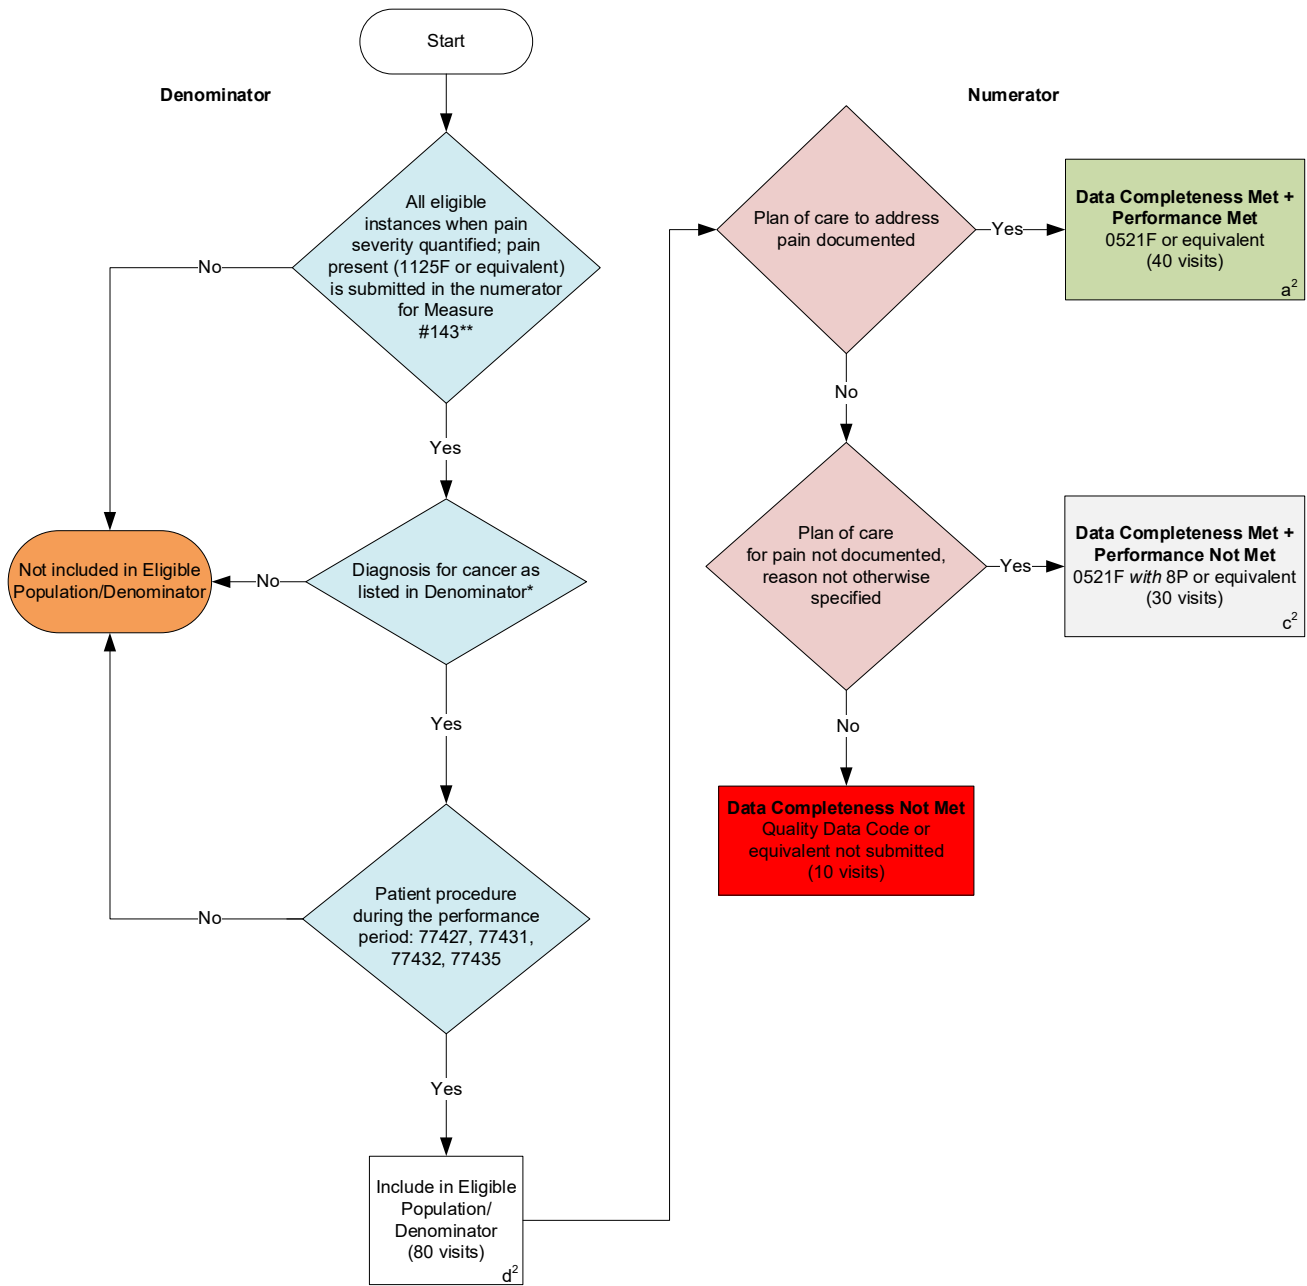 Start
Denominator
All eligible
instances when pain
severity quantified; pain
present (1125F or equivalent)
is submitted in the numerator
for Measure
#143**
No
Yes
Diagnosis for cancer as
listed in Denominator*
No
Not included in Eligible
Population/Denominator
Yes
Patient procedure
during the performance
period: 77427, 77431,
77432, 77435
No
Yes
Include in Eligible
Population/
Denominator
(80 visits)
d²
Numerator
Plan of care to address
pain documented
Yes
Data Completeness Met +
Performance Met
0521F or equivalent
(40 visits)
a²
No
Plan of care
for pain not documented,
reason not otherwise
specified
Yes
Data Completeness Met +
Performance Not Met
0521F with 8P or equivalent
(30 visits)
c²
No
Data Completeness Not Met
Quality Data Code or
equivalent not submitted
(10 visits)